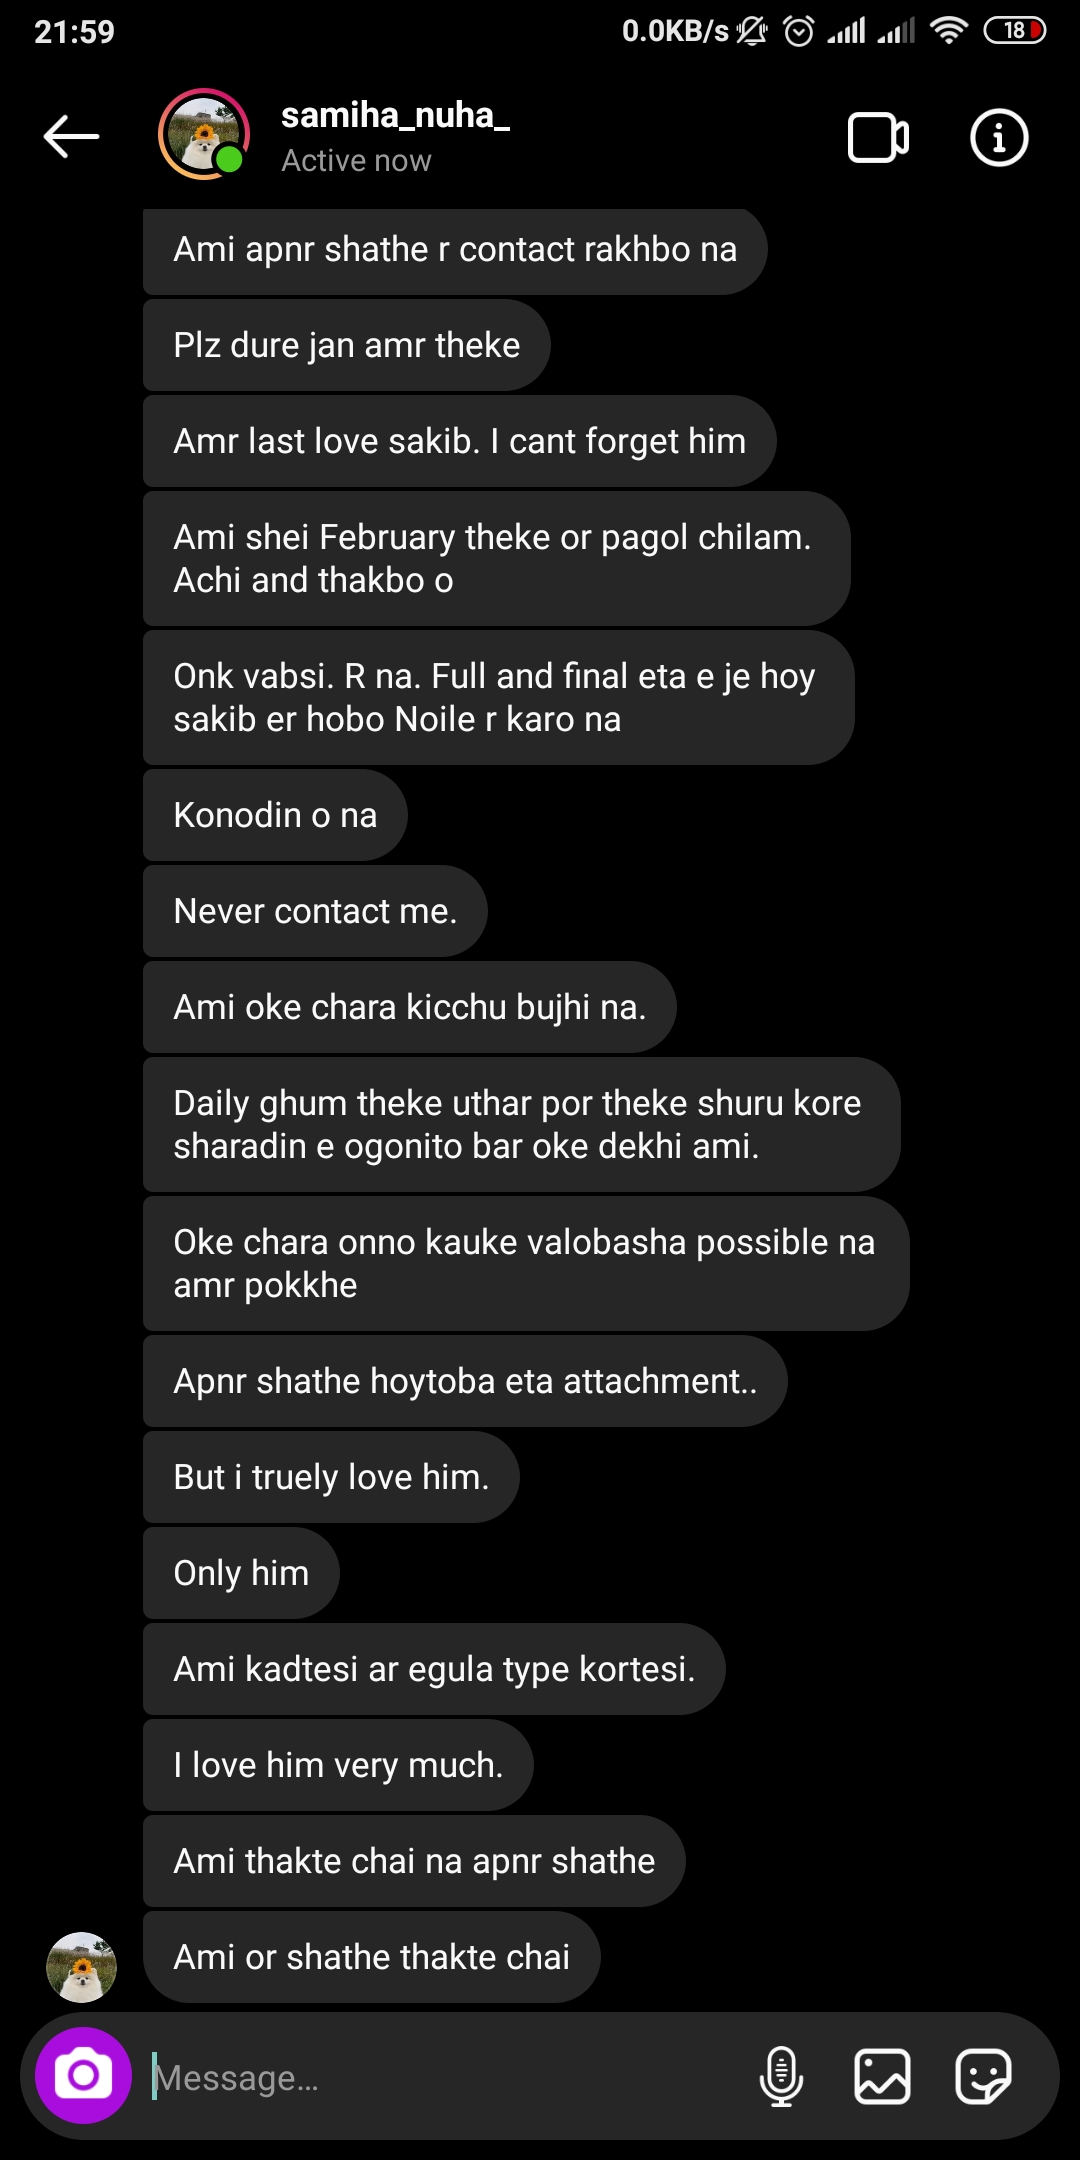 21:59
0.0KB/s
18
samiha_nuha_
Active now
Ami apnr shathe r contact rakhbo na
Plz dure jan amr theke
Amr last love sakib. I cant forget him
Ami shei February theke or pagol chilam.
Achi and thakbo o
Onk vabsi. R na. Full and final eta e je hoy
sakib er hobo Noile r karo na
Konodin o na
Never contact me.
Ami oke chara kicchu bujhi na.
Daily ghum theke uthar por theke shuru kore
sharadin e ogonito bar oke dekhi ami.
Oke chara onno kauke valobasha possible na
amr pokkhe
Apnr shathe hoytoba eta attachment..
But i truely love him.
Only him
Ami kadtesi ar egula type kortesi.
I love him very much.
Ami thakte chai na apnr shathe
Ami or shathe thakte chai
Message...